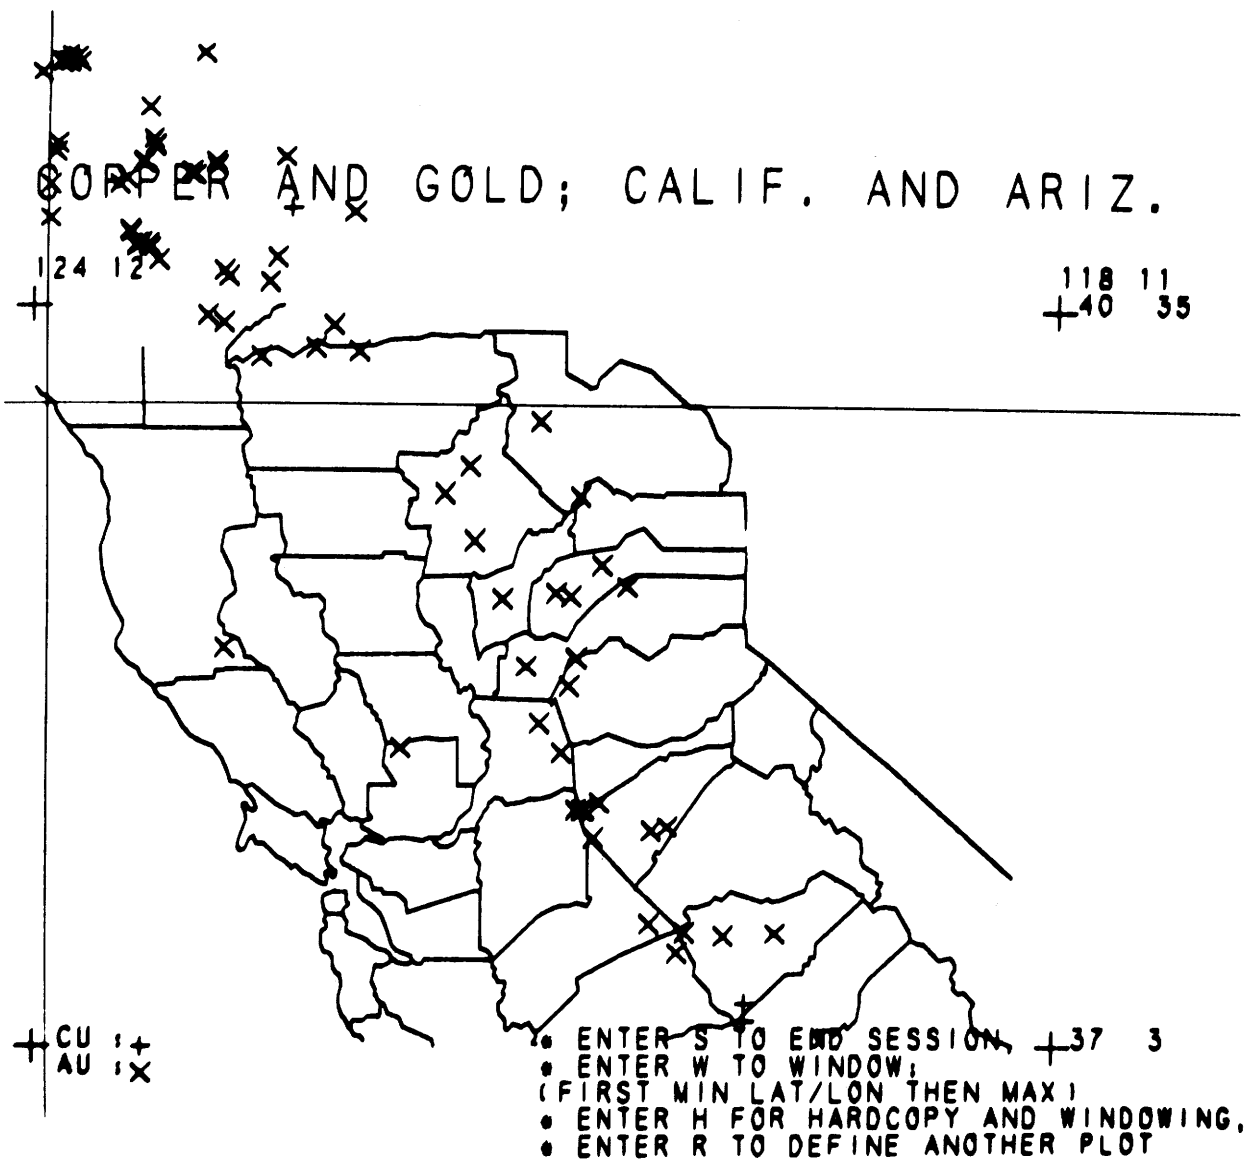 COPPER AND GOLD; CALIF. AND ARIZ.
124 12
118 11
40 35
CU :+
AU :X
37 3
• ENTER S TO END SESSION,
• ENTER W TO WINDOW;
(FIRST MIN LAT/LON THEN MAX)
• ENTER H FOR HARDCOPY AND WINDOWING,
• ENTER R TO DEFINE ANOTHER PLOT